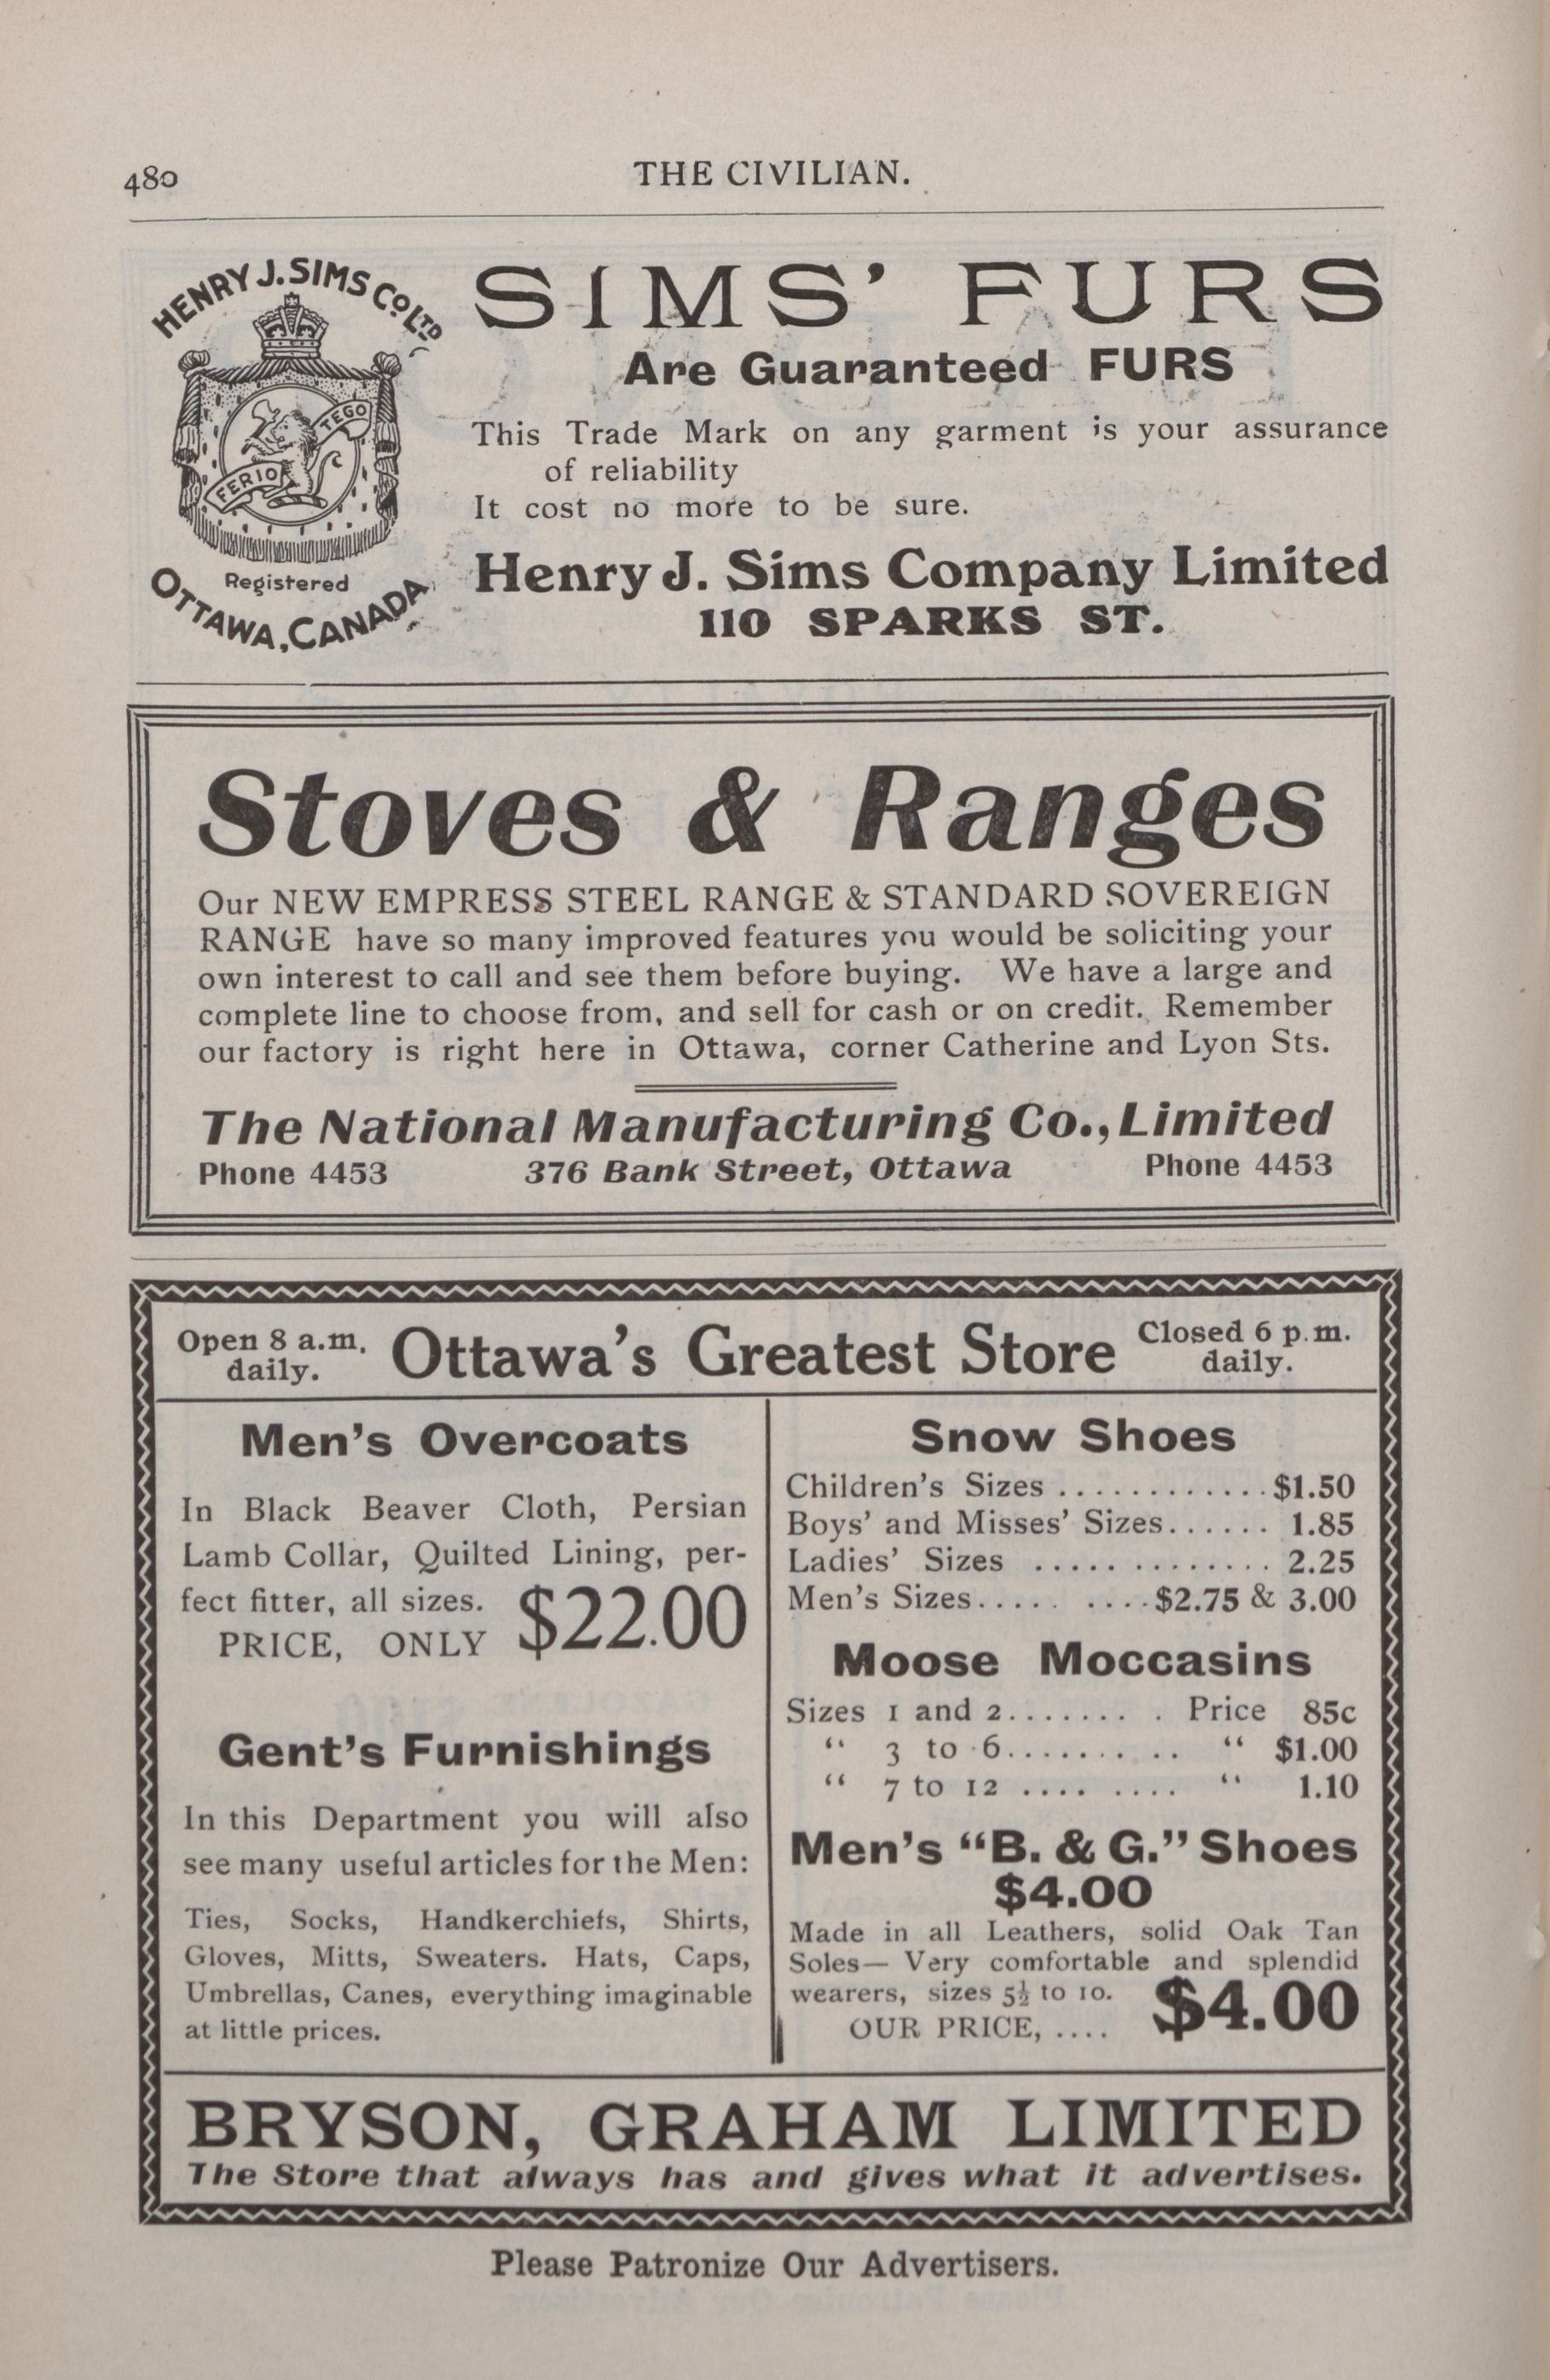 480
THE CIVILIAN.
HENRY J. SIMS Co. LTD
TEGO
FERIO
Registered
OTTAWA, CANADA
SIMS' FURS
Are Guaranteed FURS
This Trade Mark on any garment is your assurance
of reliability
It cost no more to be sure.
Henry J. Sims Company Limited
110 SPARKS ST.
Stoves & Ranges
Our NEW EMPRESS STEEL RANGE & STANDARD SOVEREIGN
RANGE have so many improved features you would be soliciting your
own interest to call and see them before buying. We have a large and
complete line to choose from, and sell for cash or on credit. Remember
our factory is right here in Ottawa, corner Catherine and Lyon Sts.
The National Manufacturing Co., Limited
Phone 4453 376 Bank Street, Ottawa Phone 4453
Open 8 a.m. daily. Ottawa's Greatest Store Closed 6 p.m. daily.
Men's Overcoats
In Black Beaver Cloth, Persian
Lamb Collar, Quilted Lining, per-
fect fitter, all sizes.
PRICE, ONLY $22.00
Gent's Furnishings
In this Department you will also
see many useful articles for the Men:
Ties, Socks, Handkerchiefs, Shirts,
Gloves, Mitts, Sweaters. Hats, Caps,
Umbrellas, Canes, everything imaginable
at little prices.
Snow Shoes
Children's Sizes ............ $1.50
Boys' and Misses' Sizes...... 1.85
Ladies' Sizes ............. 2.25
Men's Sizes..... ....$2.75 & 3.00
Moose Moccasins
Sizes 1 and 2....... . Price 85c
" 3 to 6....... .. " $1.00
" 7 to 12 .... .... " 1.10
Men's "B. & G." Shoes
$4.00
Made in all Leathers, solid Oak Tan
Soles— Very comfortable and splendid
wearers, sizes 5½ to 10.
OUR PRICE, .... $4.00
BRYSON, GRAHAM LIMITED
The Store that always has and gives what it advertises.
Please Patronize Our Advertisers.